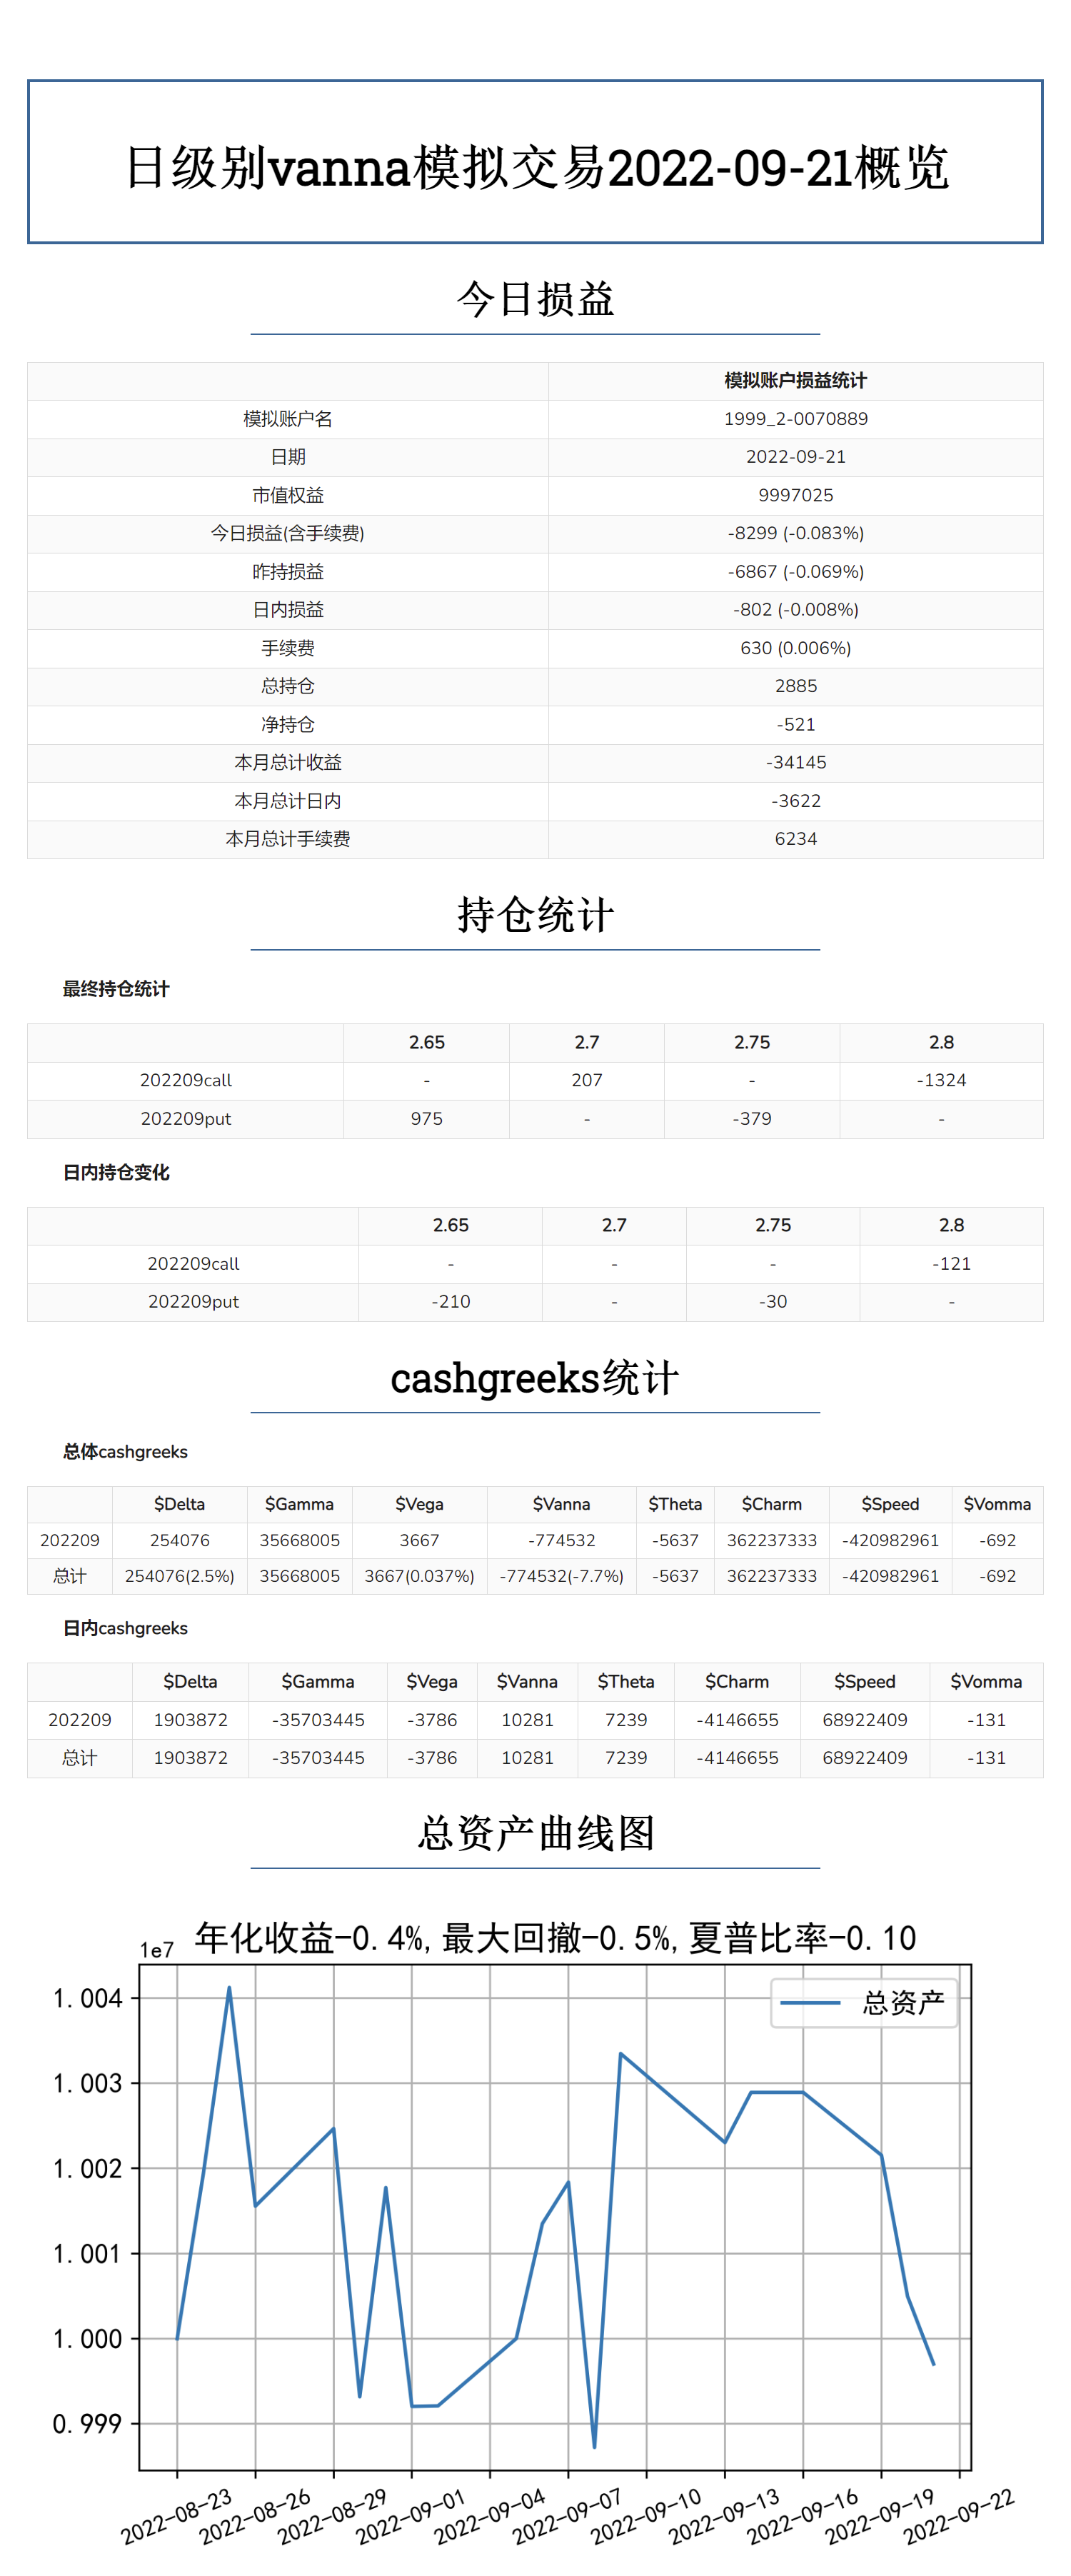 日级别vanna模拟交易2022-09-21概览
今日损益
模拟账户损益统计
模拟账户名 1999_2-0070889
日期 2022-09-21
市值权益 9997025
今日损益(含手续费) -8299 (-0.083%)
昨持损益 -6867 (-0.069%)
日内损益 -802 (-0.008%)
手续费 630 (0.006%)
总持仓 2885
净持仓 -521
本月总计收益 -34145
本月总计日内 -3622
本月总计手续费 6234
持仓统计
最终持仓统计
2.65 2.7 2.75 2.8
202209call - 207 - -1324
202209put 975 - -379 -
日内持仓变化
2.65 2.7 2.75 2.8
202209call - - - -121
202209put -210 - -30 -
cashgreeks统计
总体cashgreeks
$Delta $Gamma $Vega $Vanna $Theta $Charm $Speed $Vomma
202209 254076 35668005 3667 -774532 -5637 362237333 -420982961 -692
总计 254076(2.5%) 35668005 3667(0.037%) -774532(-7.7%) -5637 362237333 -420982961 -692
日内cashgreeks
$Delta $Gamma $Vega $Vanna $Theta $Charm $Speed $Vomma
202209 1903872 -35703445 -3786 10281 7239 -4146655 68922409 -131
总计 1903872 -35703445 -3786 10281 7239 -4146655 68922409 -131
总资产曲线图
年化收益-0.4%,最大回撤-0.5%,夏普比率-0.10
1e7
总资产
1.004
1.003
1.002
1.001
1.000
0.999
2022-08-23 2022-08-26 2022-08-29 2022-09-01 2022-09-04 2022-09-07 2022-09-10 2022-09-13 2022-09-16 2022-09-19 2022-09-22